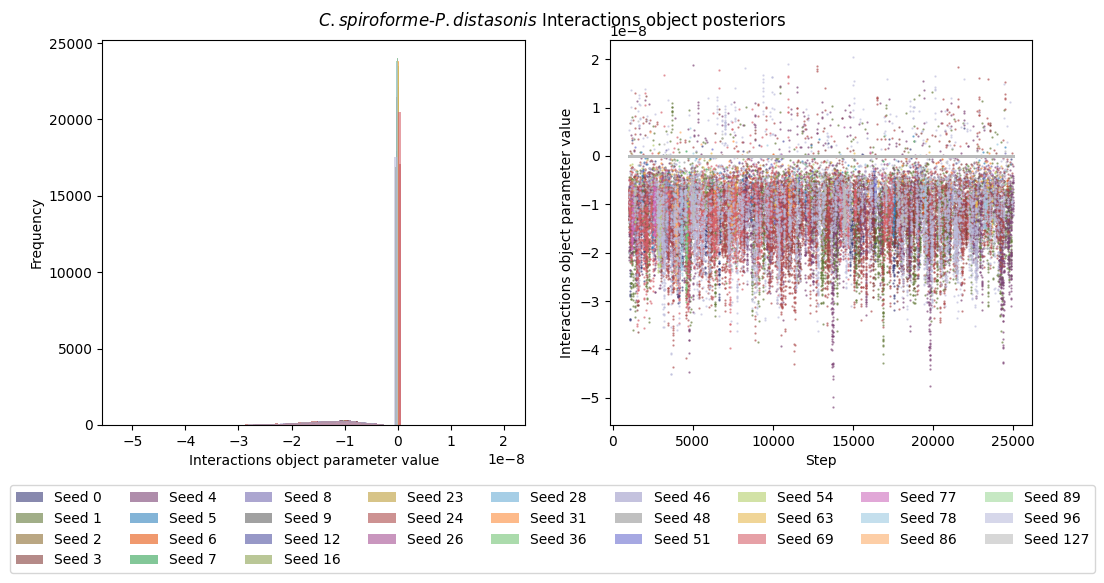 C. spiroforme-P. distasonis Interactions object posteriors
25000
20000
15000
10000
5000
0
Frequency
−5 −4 −3 −2 −1 0 1 2
1e−8
Interactions object parameter value
1e−8
2
1
0
−1
−2
−3
−4
−5
Interactions object parameter value
0 5000 10000 15000 20000 25000
Step
Seed 0 Seed 4 Seed 8 Seed 23 Seed 28 Seed 46 Seed 54 Seed 77 Seed 89
Seed 1 Seed 5 Seed 9 Seed 24 Seed 31 Seed 48 Seed 63 Seed 78 Seed 96
Seed 2 Seed 6 Seed 12 Seed 26 Seed 36 Seed 51 Seed 69 Seed 86 Seed 127
Seed 3 Seed 7 Seed 16